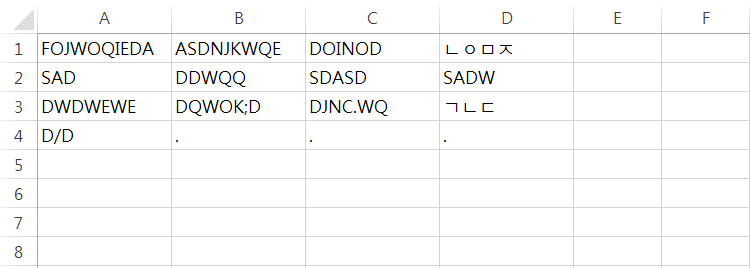 A B C D E F
1 FOJWOQIEDA ASDNJKWQE DOINOD ㄴㅇㅁㅈ
2 SAD DDWQQ SDASD SADW
3 DWDWEWE DQWOK;D DJNC.WQ ㄱㄴㄷ
4 D/D . . .
5
6
7
8